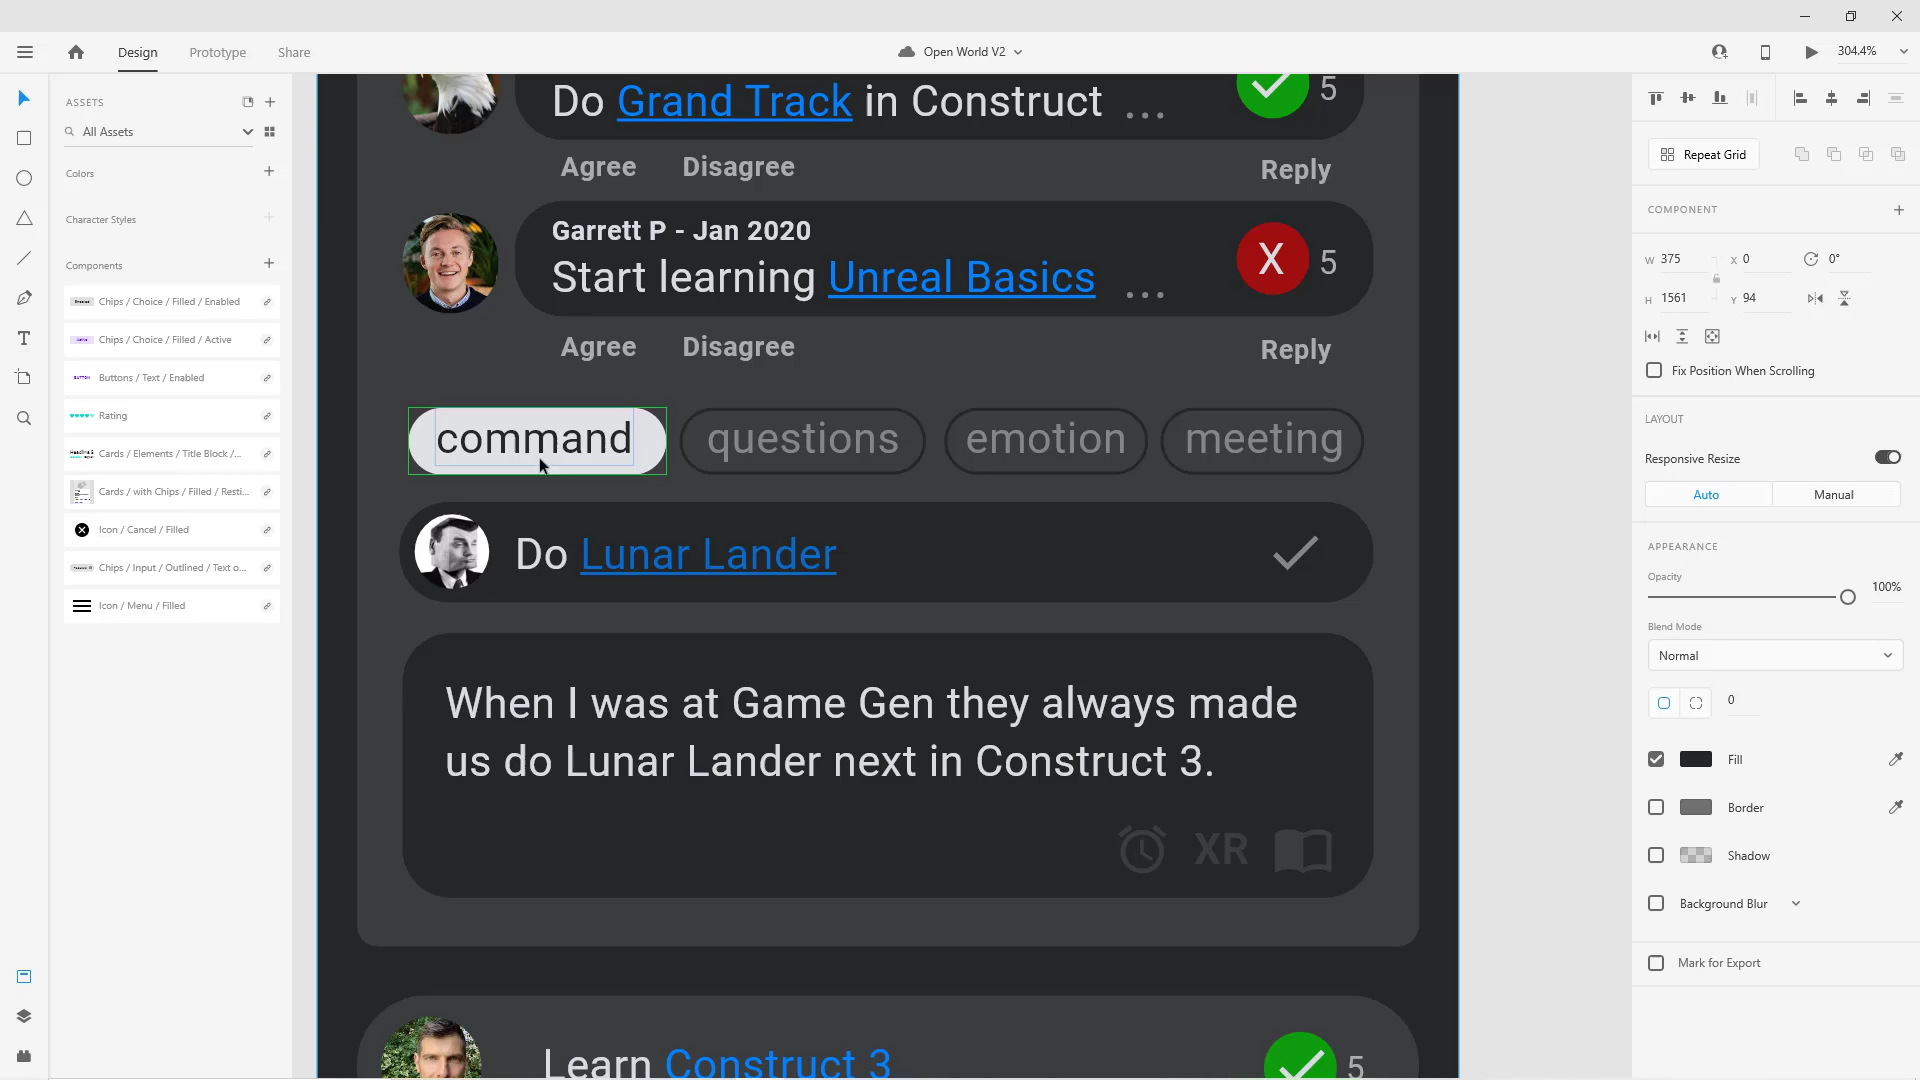 Design
Prototype
Share
Open World V2
304.4%
ASSETS
All Assets
Colors
Character Styles
Components
Chips / Choice / Filled / Enabled
Chips / Choice / Filled / Active
Buttons / Text / Enabled
Rating
Cards / Elements / Title Block /...
Cards / with Chips / Filled / Resti...
Icon / Cancel / Filled
Chips / Input / Outlined / Text o...
Icon / Menu / Filled
Do Grand Track in Construct ...
5
Agree
Disagree
Reply
Garrett P - Jan 2020
Start learning Unreal Basics ...
X
5
Agree
Disagree
Reply
command
questions
emotion
meeting
Do Lunar Lander
When I was at Game Gen they always made
us do Lunar Lander next in Construct 3.
XR
Learn Construct 3
5
Repeat Grid
COMPONENT
W 375
X 0
0°
H 1561
Y 94
Fix Position When Scrolling
LAYOUT
Responsive Resize
Auto
Manual
APPEARANCE
Opacity
100%
Blend Mode
Normal
0
Fill
Border
Shadow
Background Blur
Mark for Export